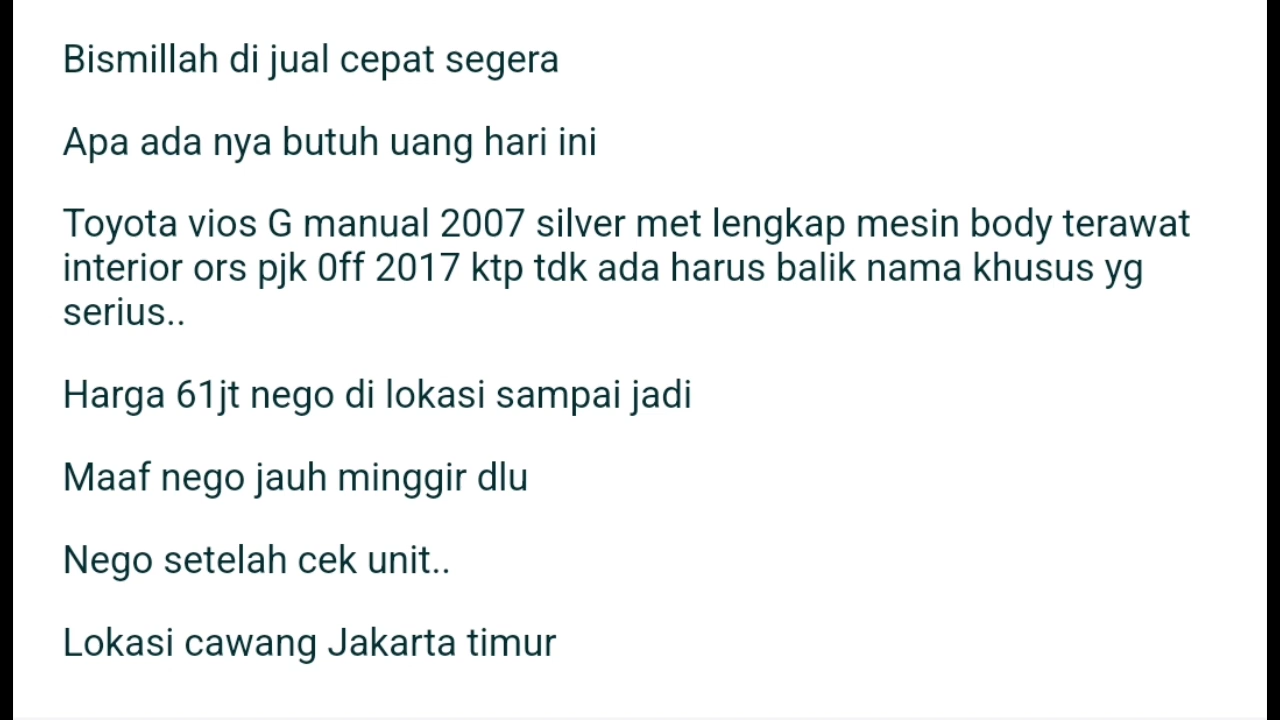 Bismillah di jual cepat segera
Apa ada nya butuh uang hari ini
Toyota vios G manual 2007 silver met lengkap mesin body terawat
interior ors pjk 0ff 2017 ktp tdk ada harus balik nama khusus yg
serius..
Harga 61jt nego di lokasi sampai jadi
Maaf nego jauh minggir dlu
Nego setelah cek unit..
Lokasi cawang Jakarta timur